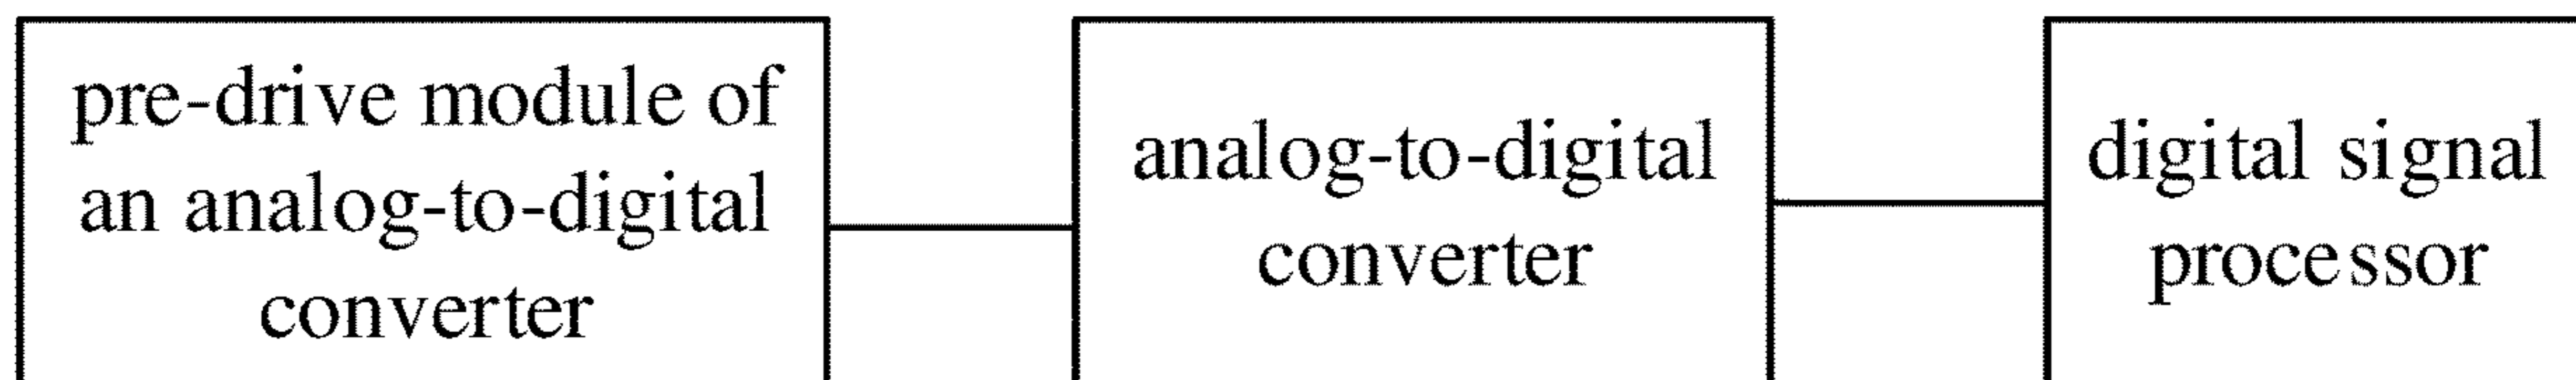 pre-drive module of
an analog-to-digital
converter
analog-to-digital
converter
digital signal
processor